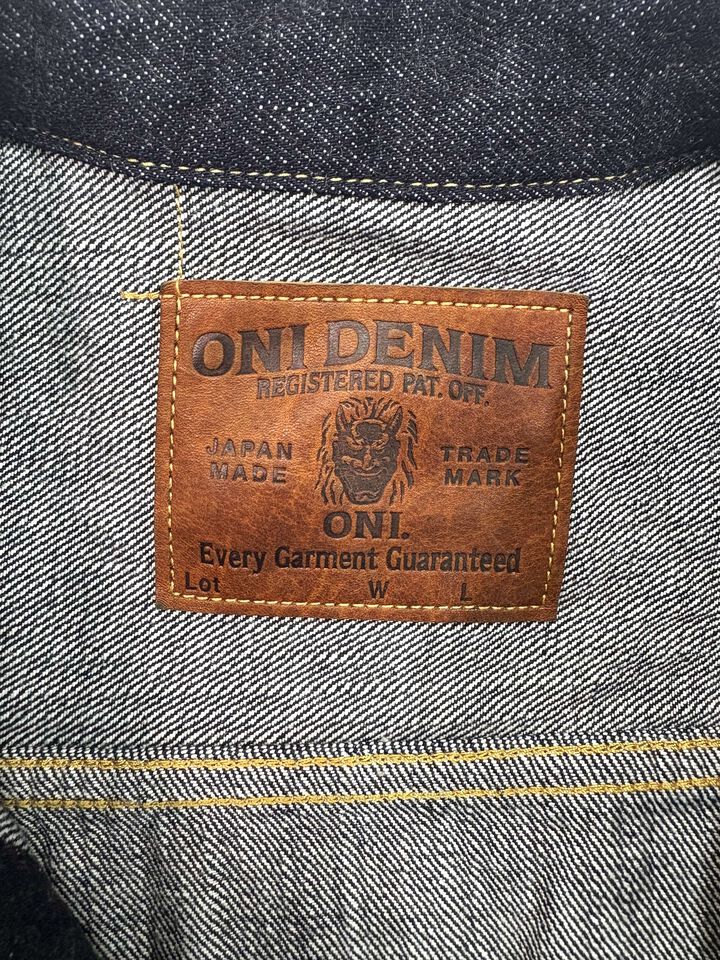 ONI DENIM
REGISTERED PAT. OFF.
JAPAN MADE
TRADE MARK
ONI.
Every Garment Guaranteed
Lot W L